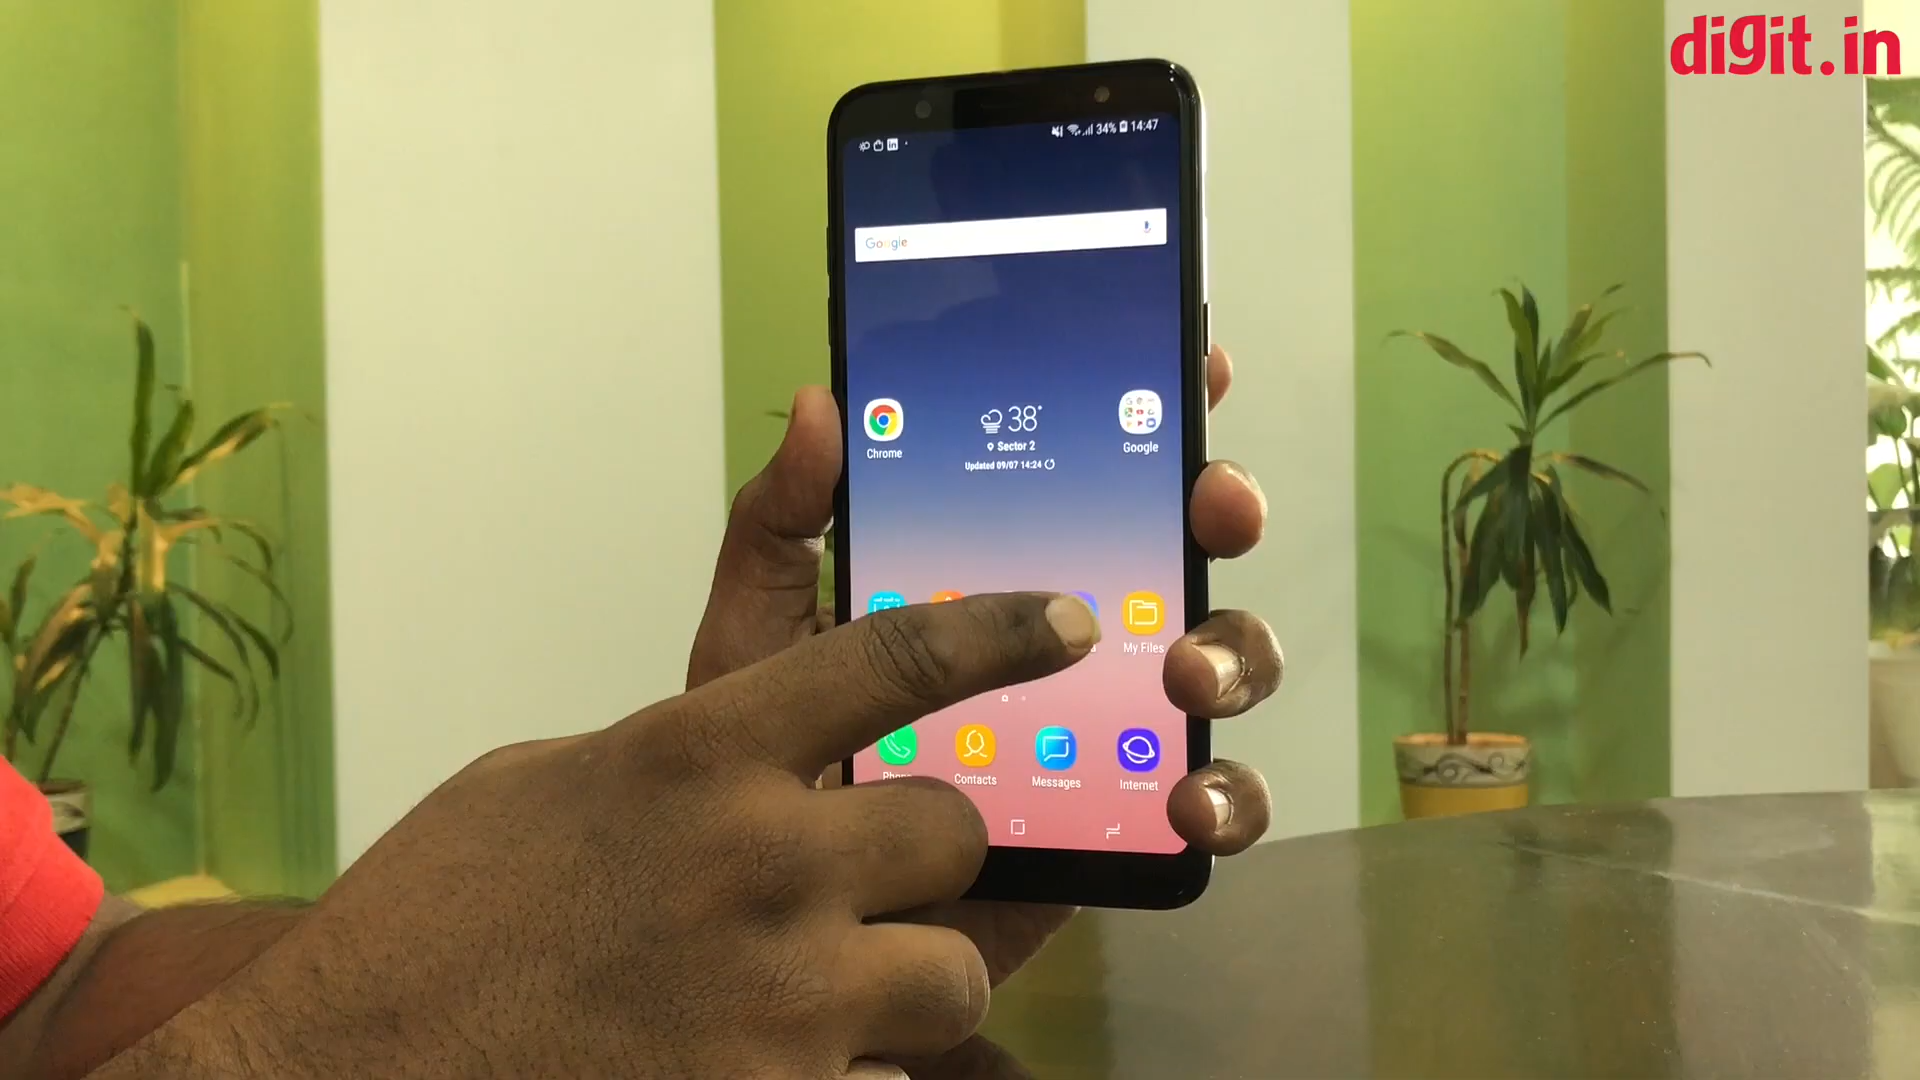 digit.in
34% 14:47
in
Google
38°
Sector 2
Updated 09/07 14:24
Chrome
Google
My Files
Contacts
Messages
Internet